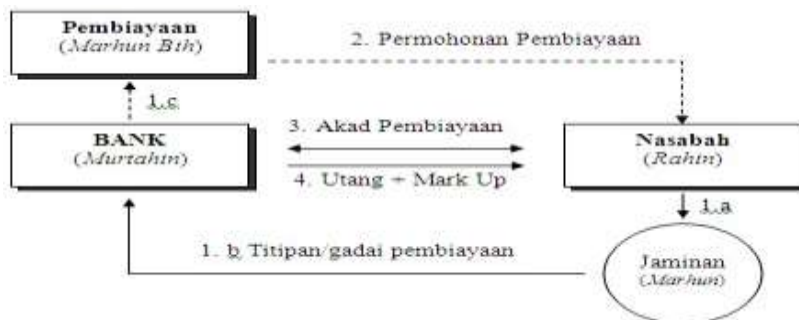 Pembiayaan
(Marhun Bih)
2. Permohonan Pembiayaan
1.c
BANK
(Murtahin)
3. Akad Pembiayaan
4. Utang + Mark Up
Nasabah
(Rahin)
1.a
1. b Titipan/gadai pembiayaan
Jaminan
(Marhun)